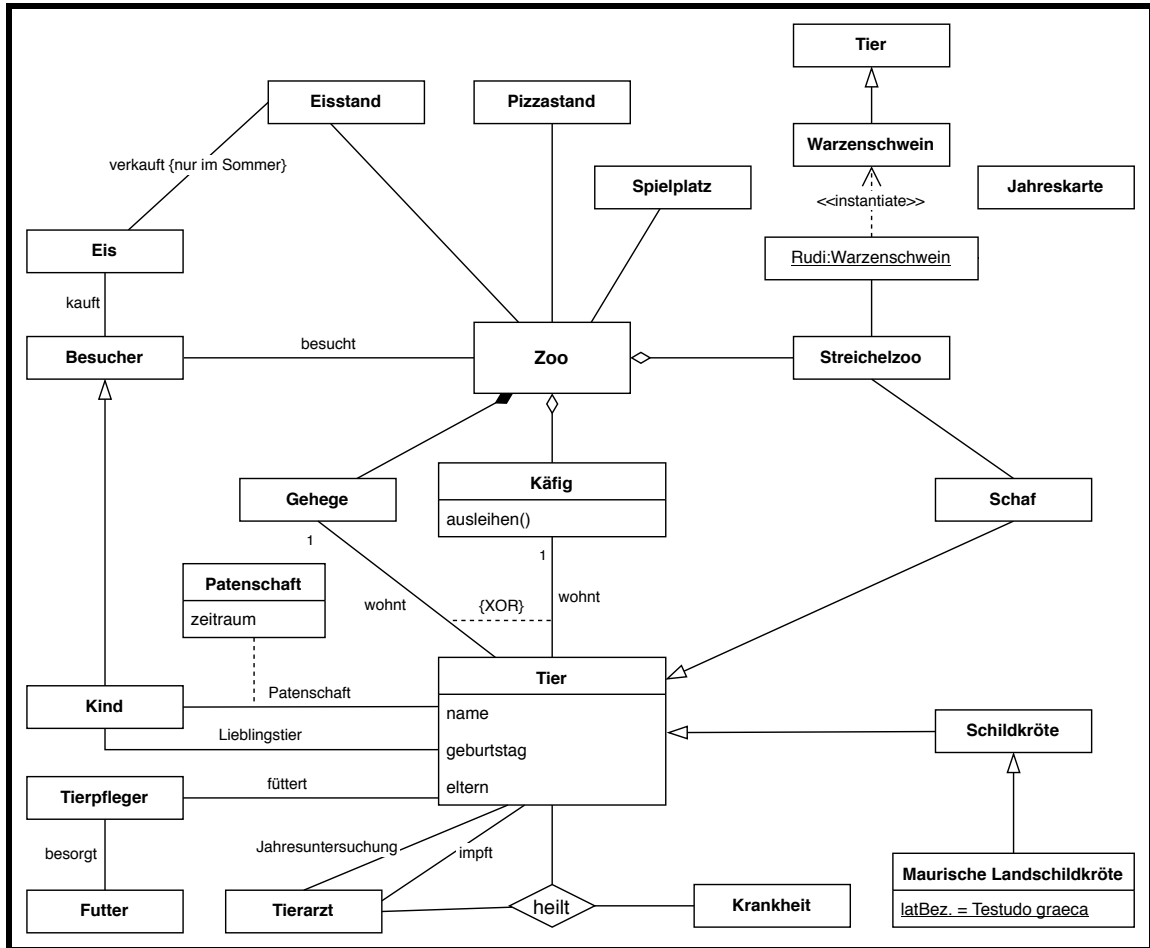 Tier
Eisstand
Pizzastand
Warzenschwein
verkauft {nur im Sommer}
Spielplatz
Jahreskarte
<<instantiate>>
Eis
Rudi:Warzenschwein
kauft
besucht
Besucher
Zoo
Streichelzoo
Käfig
Gehege
Schaf
ausleihen()
1
1
Patenschaft
wohnt
{XOR}
wohnt
zeitraum
Tier
Patenschaft
Kind
name
Lieblingstier
Schildkröte
geburtstag
füttert
eltern
Tierpfleger
Jahresuntersuchung
impft
besorgt
Maurische Landschildkröte
Futter
Tierarzt
heilt
Krankheit
latBez. = Testudo graeca